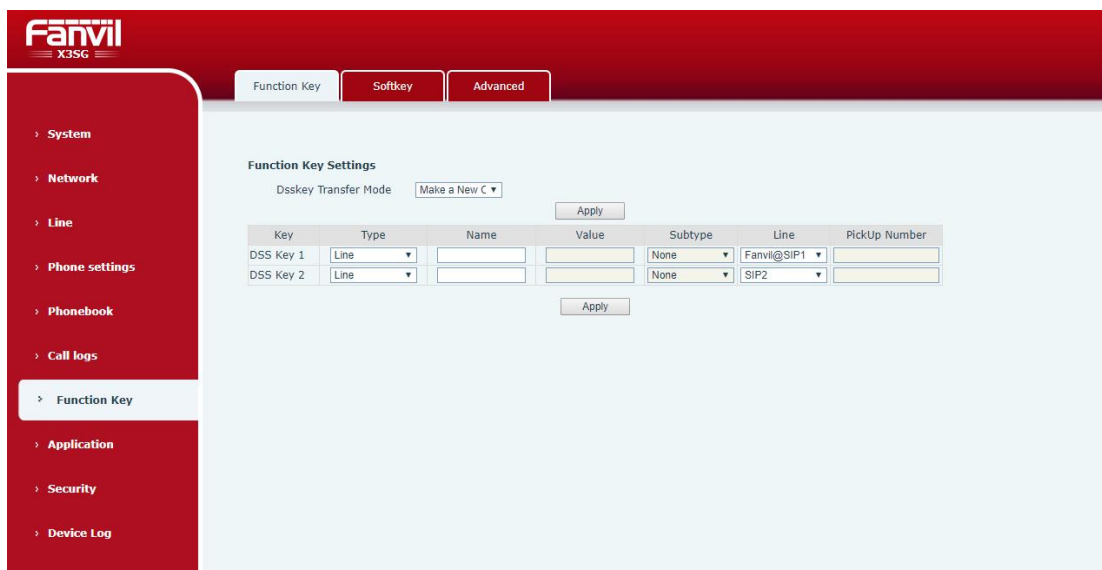 Fanvil
X3SG
Function Key
Softkey
Advanced
› System
› Network
› Line
› Phone settings
› Phonebook
› Call logs
› Function Key
› Application
› Security
› Device Log
Function Key Settings
Dsskey Transfer Mode Make a New C
Apply
Key Type Name Value Subtype Line PickUp Number
DSS Key 1 Line None Fanvil@SIP1
DSS Key 2 Line None SIP2
Apply